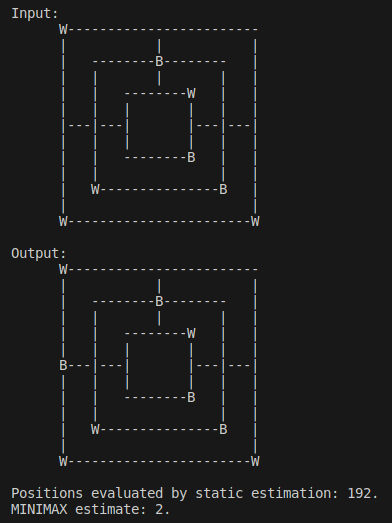 Input:
      W------------------------
      |           |           |
      |   --------B--------   |
      |   |       |       |   |
      |   |   --------W   |   |
      |   |   |       |   |   |
      |---|---|       |---|---|
      |   |   |       |   |   |
      |   |   --------B   |   |
      |   |               |   |
      |   W---------------B   |
      |                       |
      W-----------------------W

Output:
      W------------------------
      |           |           |
      |   --------B--------   |
      |   |       |       |   |
      |   |   --------W   |   |
      |   |   |       |   |   |
      B---|---|       |---|---|
      |   |   |       |   |   |
      |   |   --------B   |   |
      |   |               |   |
      |   W---------------B   |
      |                       |
      W-----------------------W

Positions evaluated by static estimation: 192.
MINIMAX estimate: 2.